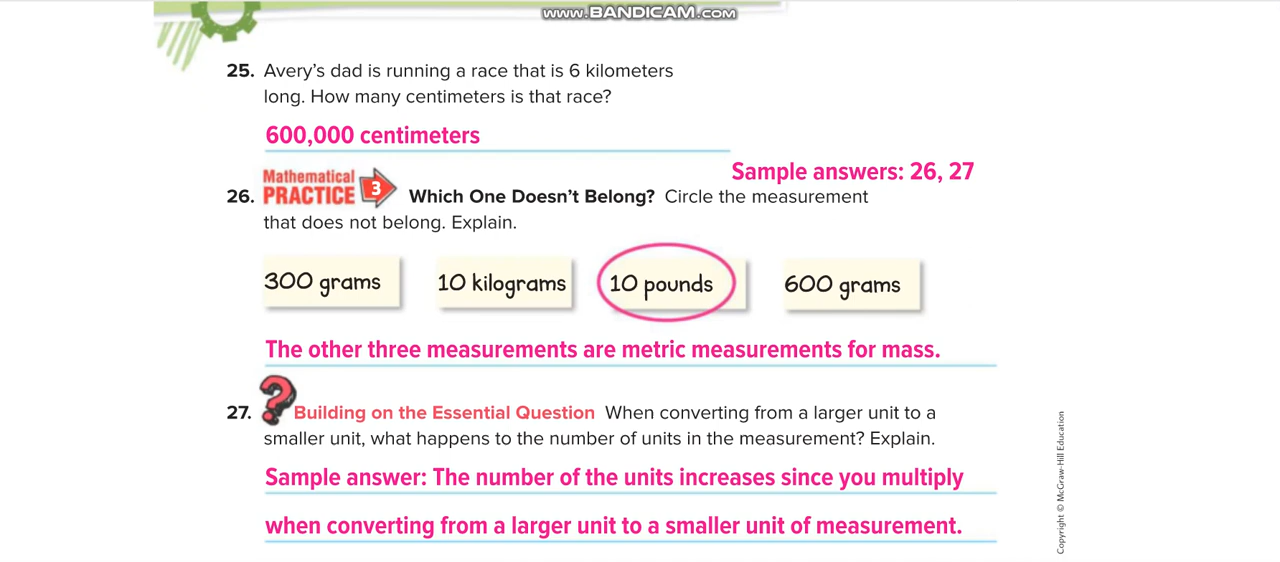 www.BANDICAM.com
25. Avery's dad is running a race that is 6 kilometers
long. How many centimeters is that race?
600,000 centimeters
Sample answers: 26, 27
Mathematical
26. PRACTICE 3 Which One Doesn't Belong? Circle the measurement
that does not belong. Explain.
300 grams 10 kilograms 10 pounds 600 grams
The other three measurements are metric measurements for mass.
27. ? Building on the Essential Question When converting from a larger unit to a
smaller unit, what happens to the number of units in the measurement? Explain.
Sample answer: The number of the units increases since you multiply
when converting from a larger unit to a smaller unit of measurement.
Copyright © McGraw-Hill Education